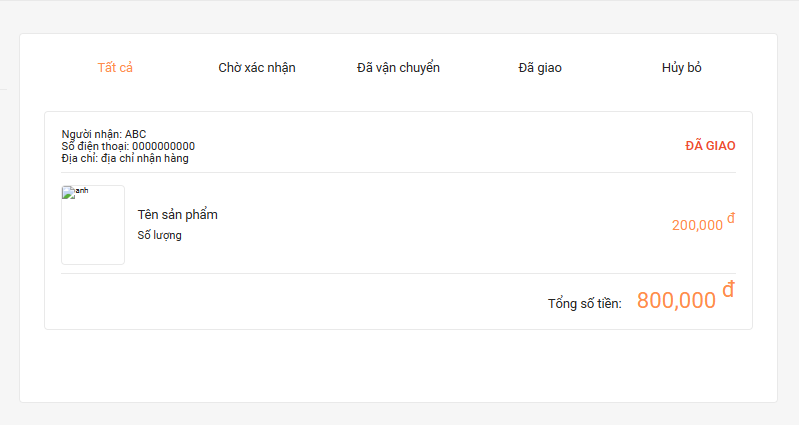 Tất cả
Chờ xác nhận
Đã vận chuyển
Đã giao
Hủy bỏ
Người nhận: ABC
Số điện thoại: 0000000000
Địa chỉ: địa chỉ nhận hàng
ĐÃ GIAO
anh
Tên sản phẩm
Số lượng
200,000 đ
Tổng số tiền: 800,000 đ